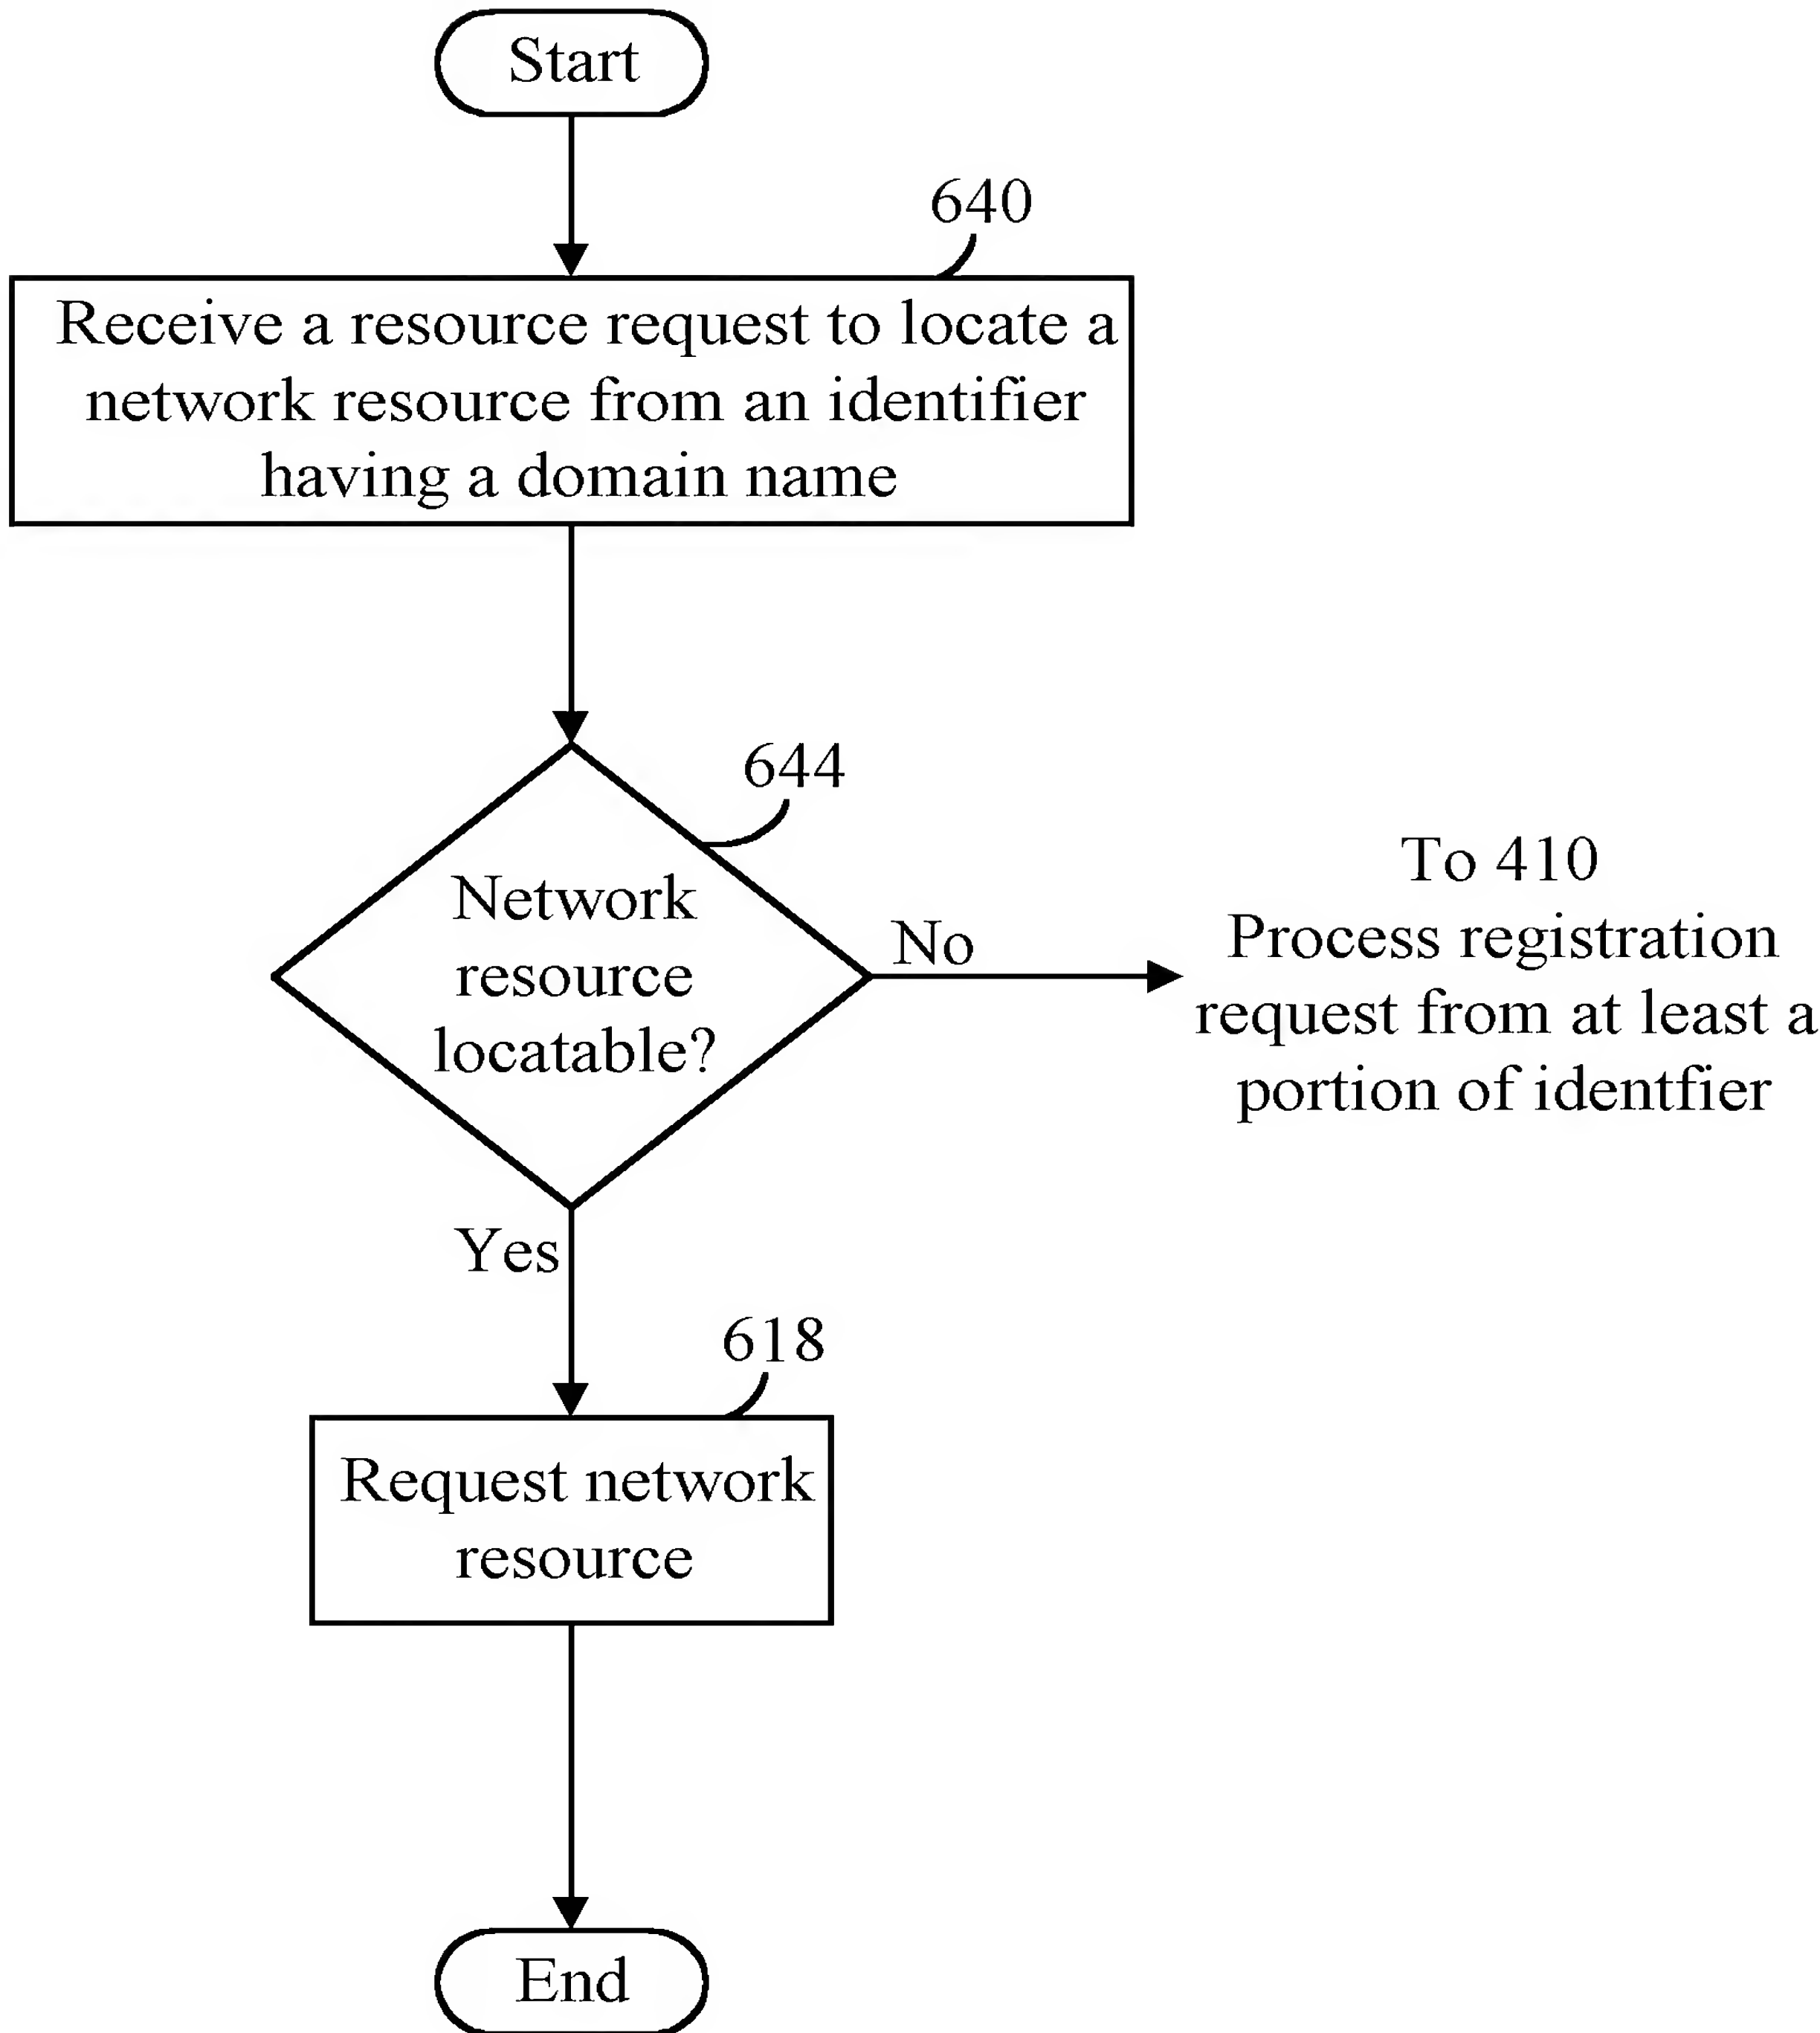 Start
640
Receive a resource request to locate a
network resource from an identifier
having a domain name
644
Network
resource
locatable?
No
To 410
Process registration
request from at least a
portion of identfier
Yes
618
Request network
resource
End